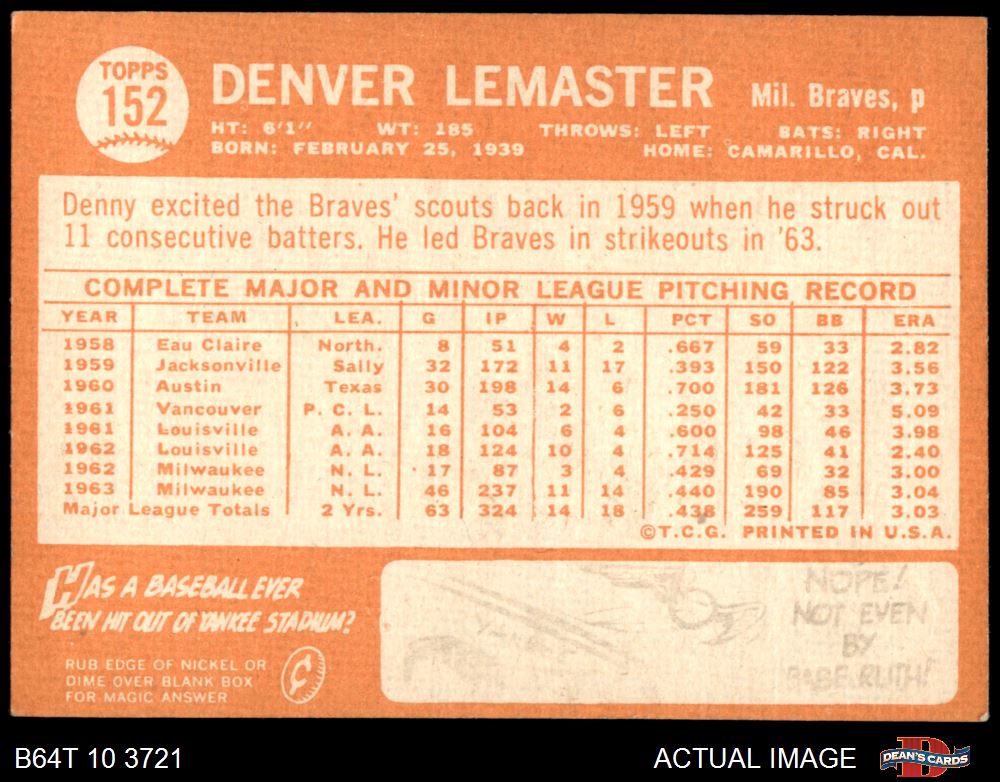 TOPPS
152
DENVER LEMASTER Mil. Braves, p
HT: 6'1" WT: 185 THROWS: LEFT BATS: RIGHT
BORN: FEBRUARY 25, 1939 HOME: CAMARILLO, CAL.
Denny excited the Braves' scouts back in 1959 when he struck out
11 consecutive batters. He led Braves in strikeouts in '63.
COMPLETE MAJOR AND MINOR LEAGUE PITCHING RECORD
YEAR TEAM LEA. G IP W L PCT SO BB ERA
1958 Eau Claire North. 8 51 4 2 .667 59 33 2.82
1959 Jacksonville Sally 32 172 11 17 .393 150 122 3.56
1960 Austin Texas 30 198 14 6 .700 181 126 3.73
1961 Vancouver P. C. L. 14 53 2 6 .250 42 33 5.09
1961 Louisville A. A. 16 104 6 4 .600 98 46 3.98
1962 Louisville A. A. 18 124 10 4 .714 125 41 2.40
1962 Milwaukee N. L. 17 87 3 4 .429 69 32 3.00
1963 Milwaukee N. L. 46 237 11 14 .440 190 85 3.04
Major League Totals 2 Yrs. 63 324 14 18 .438 259 117 3.03
©T.C.G. PRINTED IN U.S.A.
HAS A BASEBALL EVER
BEEN HIT OUT OF YANKEE STADIUM?
RUB EDGE OF NICKEL OR
DIME OVER BLANK BOX
FOR MAGIC ANSWER
¢
NOPE!
NOT EVEN
BY
BABE RUTH!
B64T 10 3721 ACTUAL IMAGE DEAN'S CARDS